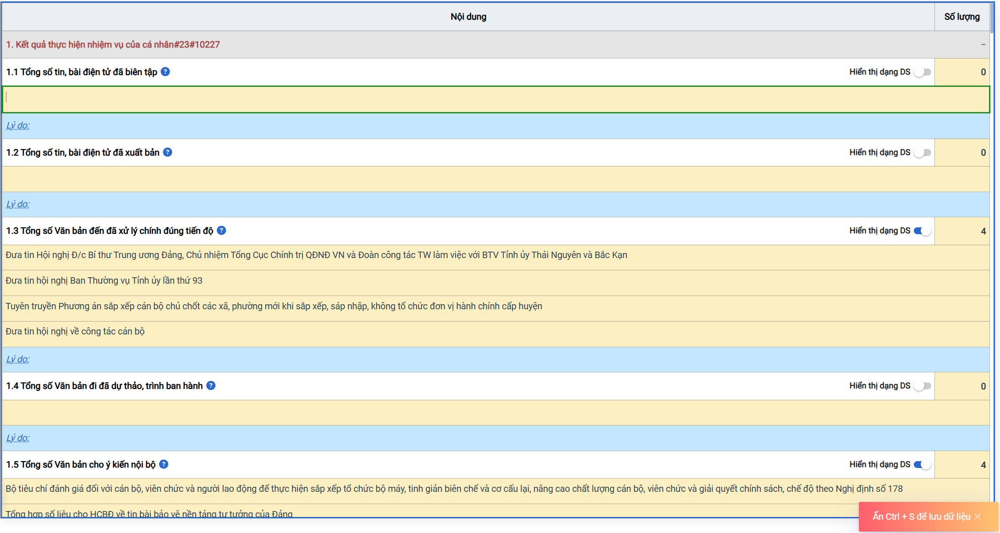 Nội dung Số lượng
1. Kết quả thực hiện nhiệm vụ của cá nhân#23#10227 −
1.1 Tổng số tin, bài điện tử đã biên tập ? Hiển thị dạng DS 0
Lý do:
1.2 Tổng số tin, bài điện tử đã xuất bản ? Hiển thị dạng DS 0
Lý do:
1.3 Tổng số Văn bản đến đã xử lý chính đúng tiến độ ? Hiển thị dạng DS 4
Đưa tin Hội nghị Đ/c Bí thư Trung ương Đảng, Chủ nhiệm Tổng Cục Chính trị QĐNĐ VN và Đoàn công tác TW làm việc với BTV Tỉnh ủy Thái Nguyên và Bắc Kạn
Đưa tin hội nghị Ban Thường vụ Tỉnh ủy lần thứ 93
Tuyên truyền Phương án sắp xếp cán bộ chủ chốt các xã, phường mới khi sắp xếp, sáp nhập, không tổ chức đơn vị hành chính cấp huyện
Đưa tin hội nghị về công tác cán bộ
Lý do:
1.4 Tổng số Văn bản đi đã dự thảo, trình ban hành ? Hiển thị dạng DS 0
Lý do:
1.5 Tổng số Văn bản cho ý kiến nội bộ ? Hiển thị dạng DS 4
Bộ tiêu chí đánh giá đối với cán bộ, viên chức và người lao động để thực hiện sắp xếp tổ chức bộ máy, tinh giản biên chế và cơ cấu lại, nâng cao chất lượng cán bộ, viên chức và giải quyết chính sách, chế độ theo Nghị định số 178
Tổng hợp số liệu cho HCBĐ về tin bài bảo vệ nền tảng tư tưởng của Đảng
Ấn Ctrl + S để lưu dữ liệu ×